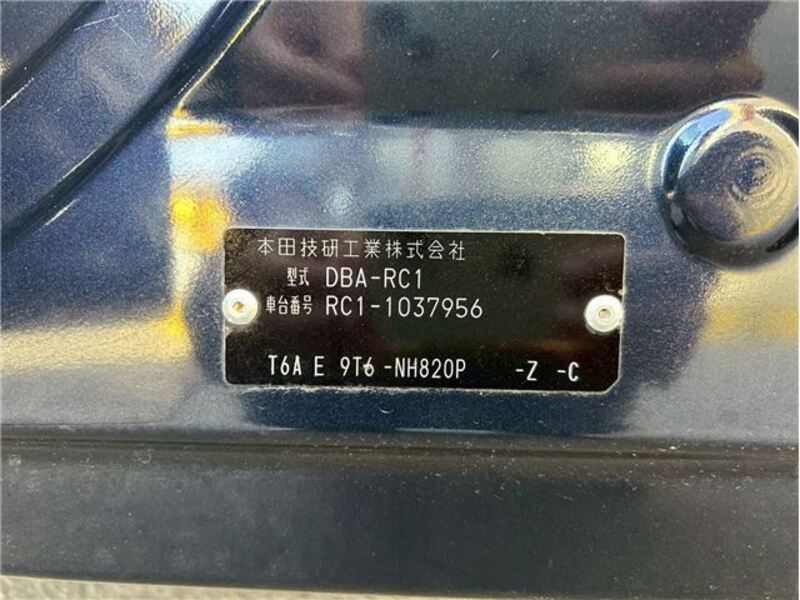 本田技研工業株式会社
型式 DBA-RC1
車台番号 RC1-1037956
T6A E 9T6 -NH820P -Z -C